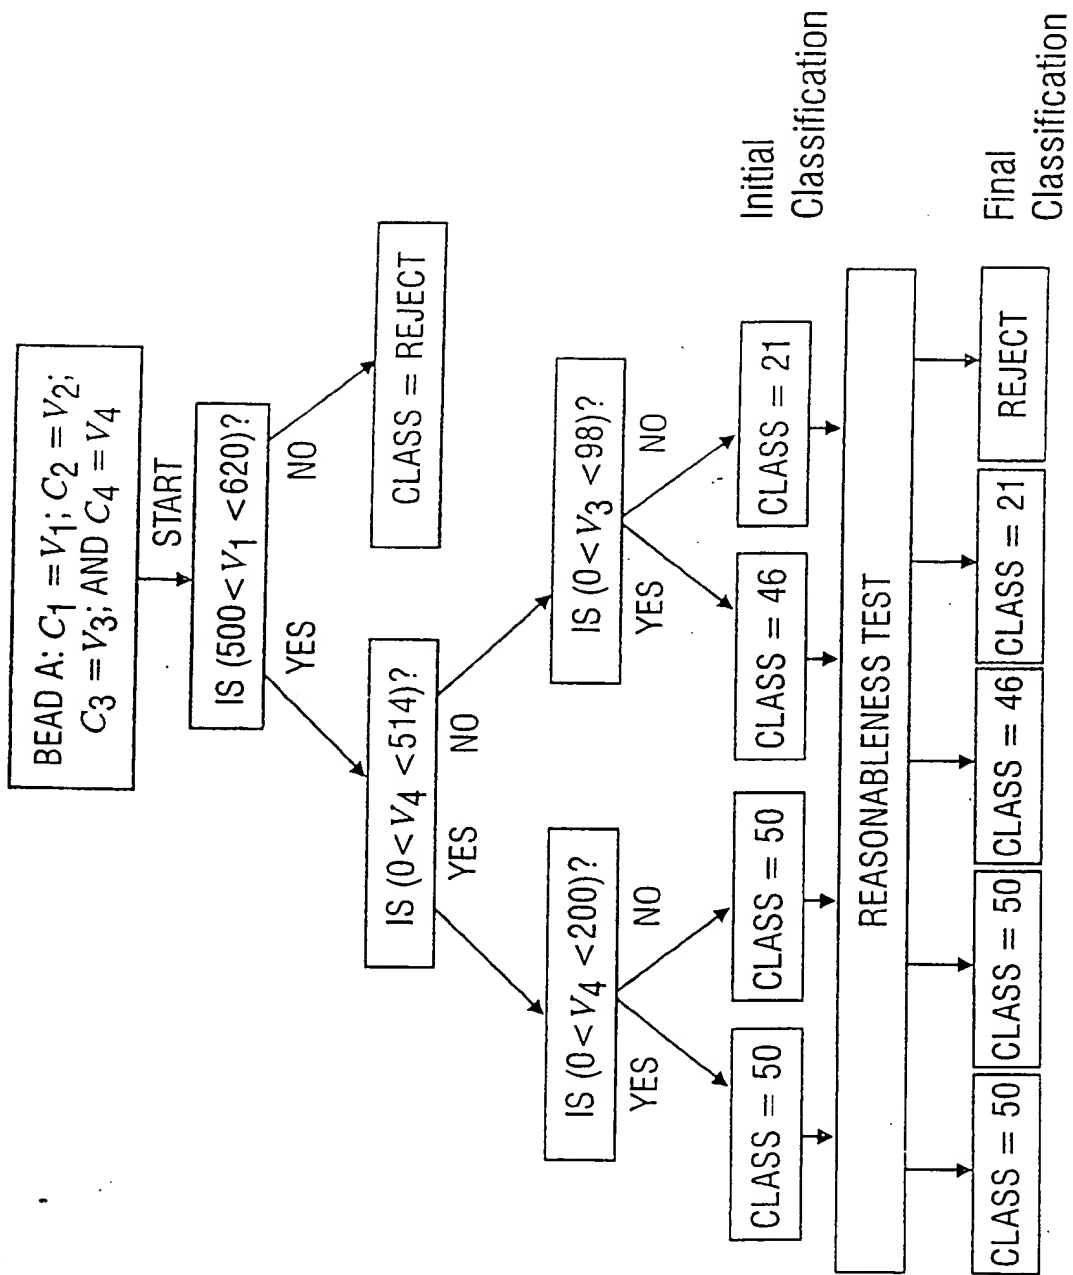 BEAD A: C1 = V1; C2 = V2;
C3 = V3; AND C4 = V4
START
IS (500 < V1 < 620)?
YES
NO
CLASS = REJECT
IS (0 < V4 < 514)?
YES
NO
IS (0 < V4 < 200)?
YES
NO
IS (0 < V3 < 98)?
YES
NO
CLASS = 50
CLASS = 50
CLASS = 46
CLASS = 21
Initial
Classification
REASONABLENESS TEST
CLASS = 50
CLASS = 50
CLASS = 46
CLASS = 21
REJECT
Final
Classification